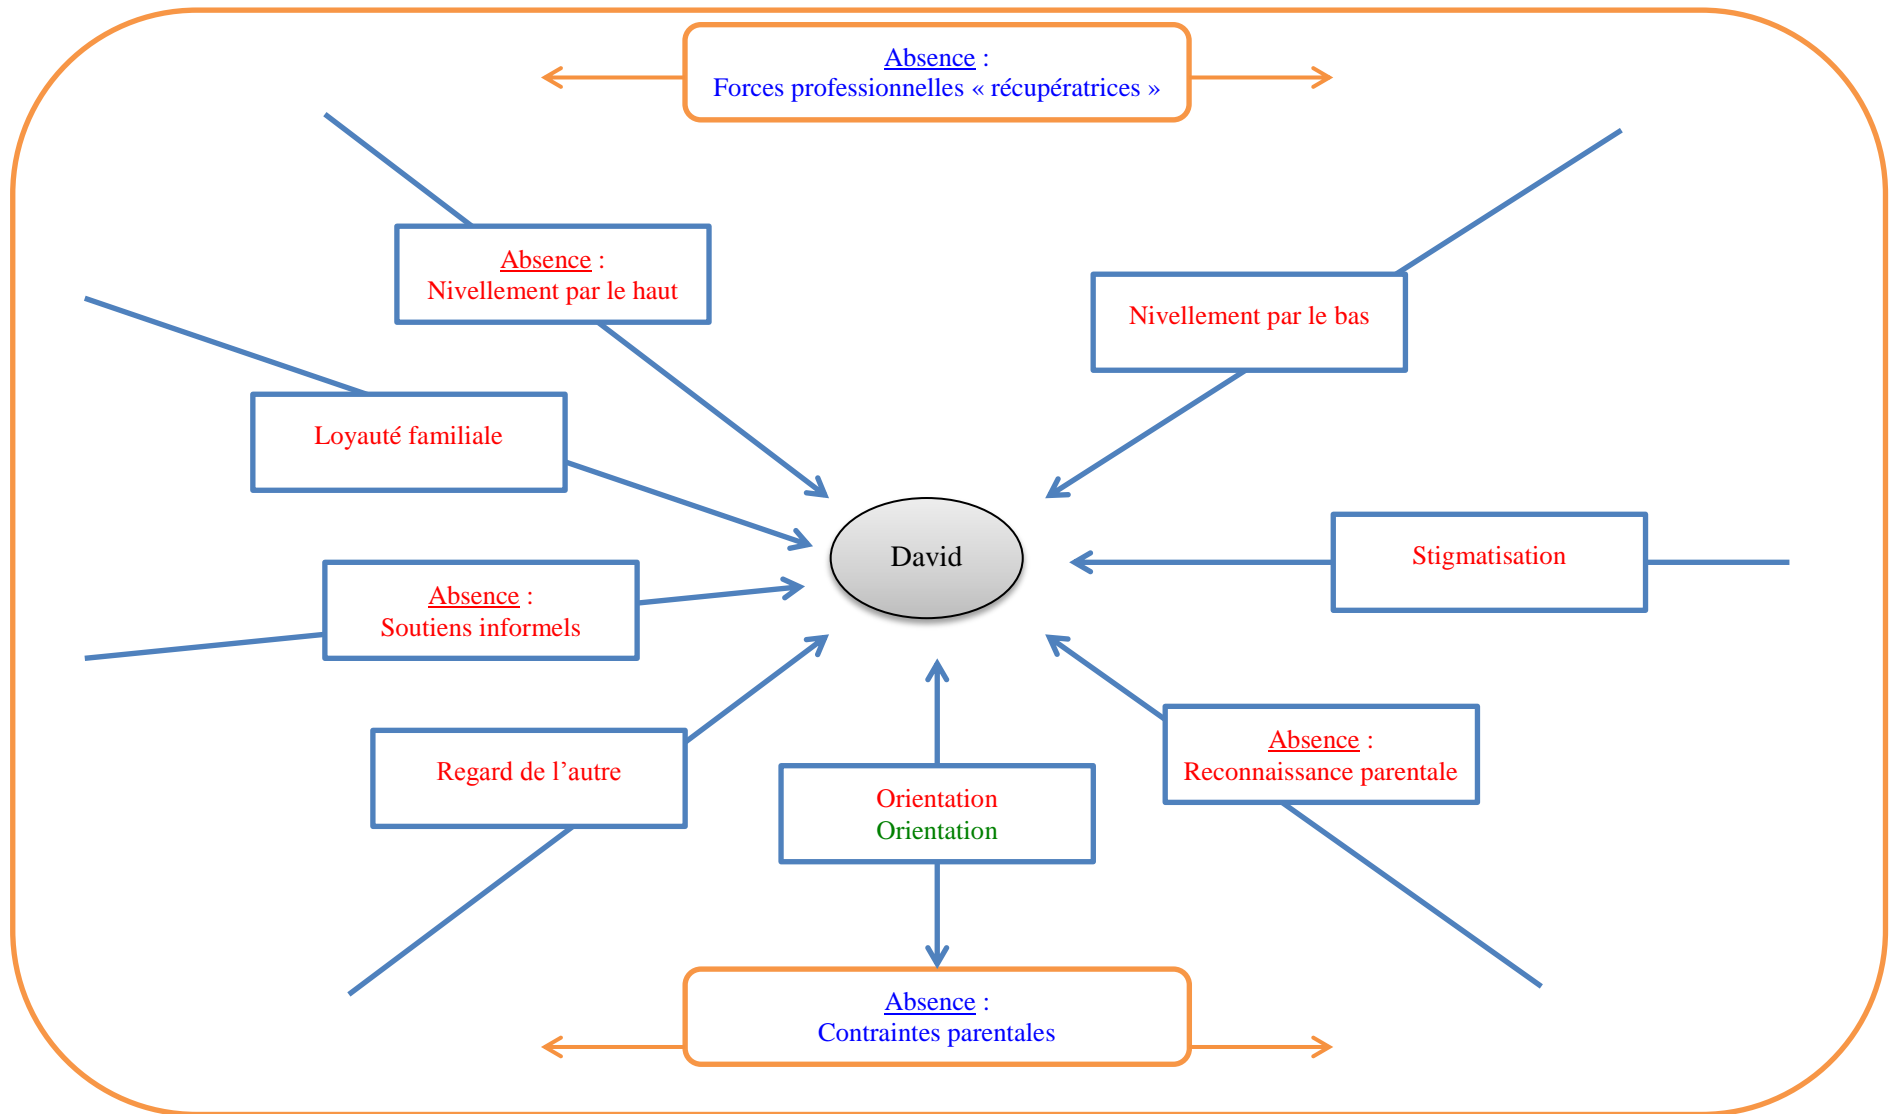 Absence :
Forces professionnelles « récupératrices »
Absence :
Nivellement par le haut
Nivellement par le bas
Loyauté familiale
David
Stigmatisation
Absence :
Soutiens informels
Regard de l’autre
Absence :
Reconnaissance parentale
Orientation
Orientation
Absence :
Contraintes parentales